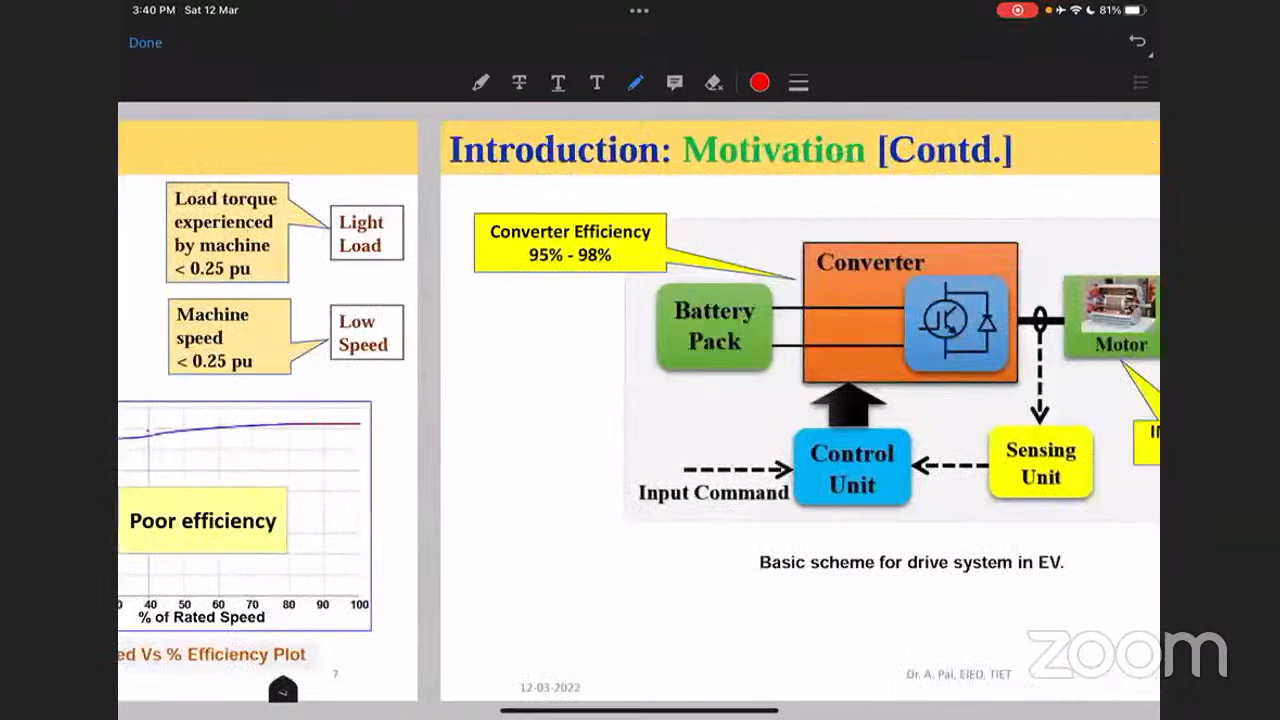 3:40 PM Sat 12 Mar
81%
Done
Load torque
experienced
by machine
< 0.25 pu
Light
Load
Machine
speed
< 0.25 pu
Low
Speed
Poor efficiency
40 50 60 70 80 90 100
% of Rated Speed
ed Vs % Efficiency Plot
7
7
Introduction: Motivation [Contd.]
Converter Efficiency
95% - 98%
Converter
Battery
Pack
Motor
Control
Unit
Sensing
Unit
Input Command
Basic scheme for drive system in EV.
12-03-2022
Dr. A. Pal, EIED, TIET
zoom